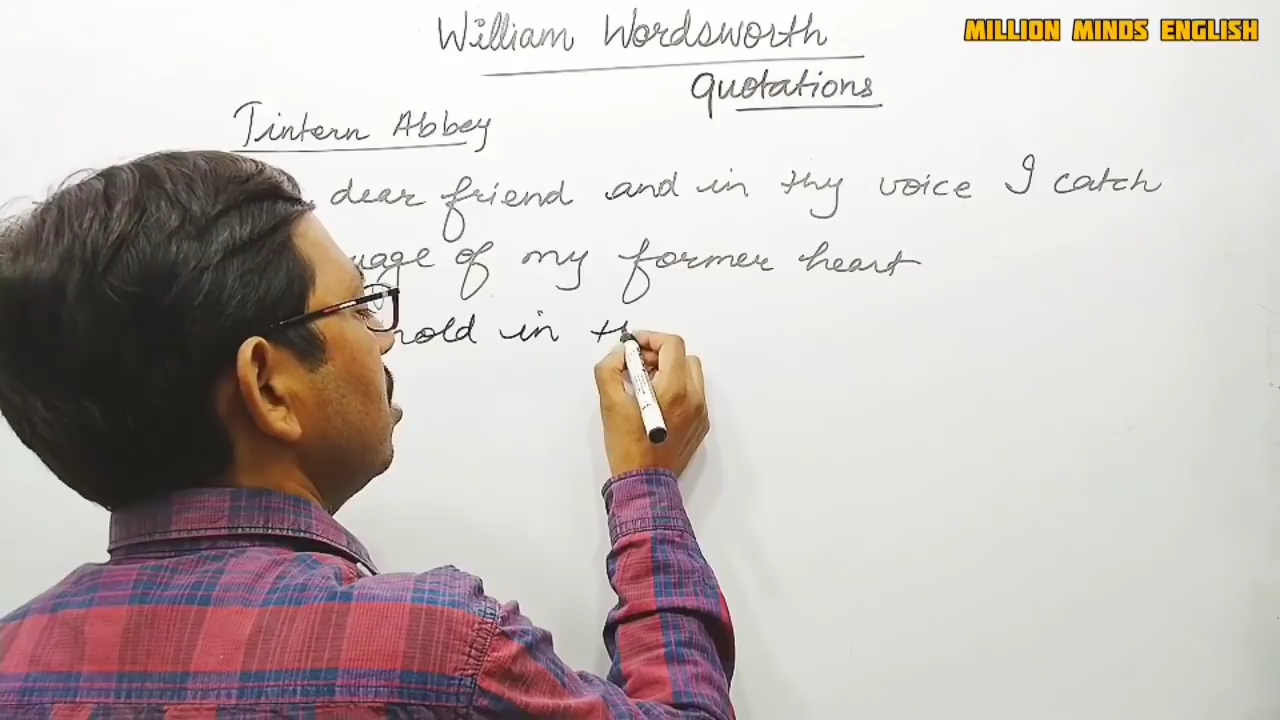 William Wordsworth
MILLION MINDS ENGLISH
Quotations
Tintern Abbey
dear friend and in thy voice I catch
of my former heart
in